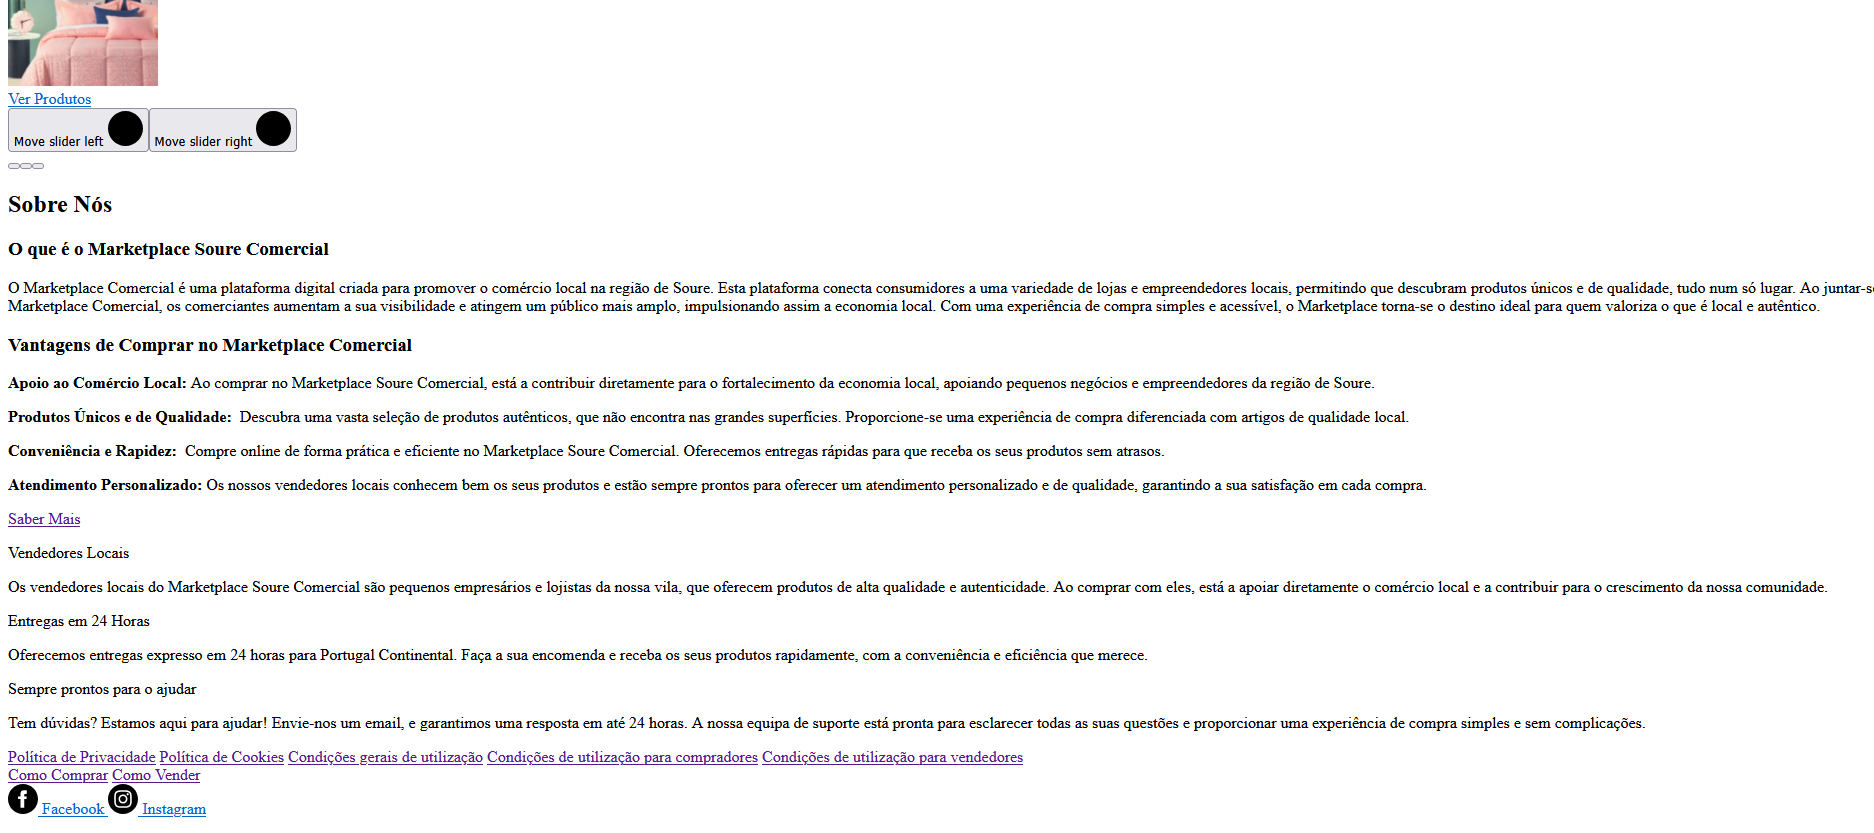 Ver Produtos
Move slider left Move slider right
Sobre Nós
O que é o Marketplace Soure Comercial
O Marketplace Comercial é uma plataforma digital criada para promover o comércio local na região de Soure. Esta plataforma conecta consumidores a uma variedade de lojas e empreendedores locais, permitindo que descubram produtos únicos e de qualidade, tudo num só lugar. Ao
Marketplace Comercial, os comerciantes aumentam a sua visibilidade e atingem um público mais amplo, impulsionando assim a economia local. Com uma experiência de compra simples e acessível, o Marketplace torna-se o destino ideal para quem valoriza o que é local e autêntico.
Vantagens de Comprar no Marketplace Comercial
Apoio ao Comércio Local: Ao comprar no Marketplace Soure Comercial, está a contribuir diretamente para o fortalecimento da economia local, apoiando pequenos negócios e empreendedores da região de Soure.
Produtos Únicos e de Qualidade: Descubra uma vasta seleção de produtos autênticos, que não encontra nas grandes superfícies. Proporcione-se uma experiência de compra diferenciada com artigos de qualidade local.
Conveniência e Rapidez: Compre online de forma prática e eficiente no Marketplace Soure Comercial. Oferecemos entregas rápidas para que receba os seus produtos sem atrasos.
Atendimento Personalizado: Os nossos vendedores locais conhecem bem os seus produtos e estão sempre prontos para oferecer um atendimento personalizado e de qualidade, garantindo a sua satisfação em cada compra.
Saber Mais
Vendedores Locais
Os vendedores locais do Marketplace Soure Comercial são pequenos empresários e lojistas da nossa vila, que oferecem produtos de alta qualidade e autenticidade. Ao comprar com eles, está a apoiar diretamente o comércio local e a contribuir para o crescimento da nossa comunidade.
Entregas em 24 Horas
Oferecemos entregas expresso em 24 horas para Portugal Continental. Faça a sua encomenda e receba os seus produtos rapidamente, com a conveniência e eficiência que merece.
Sempre prontos para o ajudar
Tem dúvidas? Estamos aqui para ajudar! Envie-nos um email, e garantimos uma resposta em até 24 horas. A nossa equipa de suporte está pronta para esclarecer todas as suas questões e proporcionar uma experiência de compra simples e sem complicações.
Política de Privacidade Política de Cookies Condições gerais de utilização Condições de utilização para compradores Condições de utilização para vendedores
Como Comprar Como Vender
Facebook Instagram